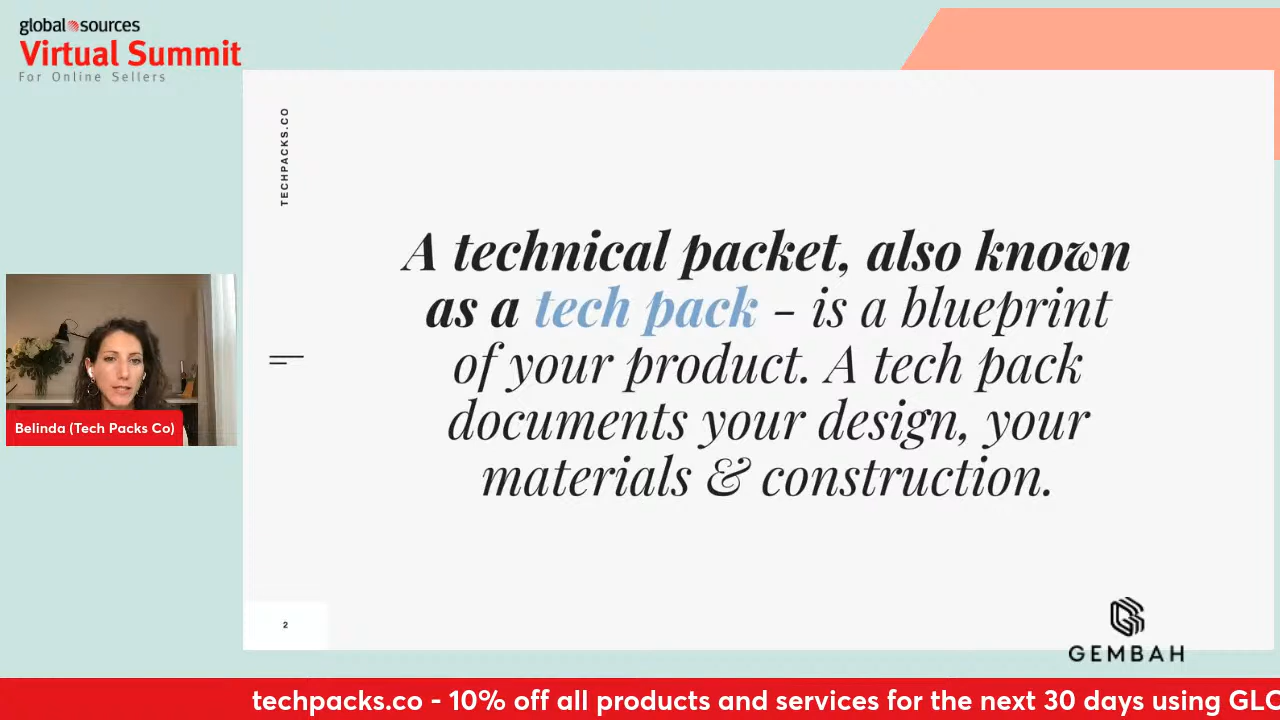 global sources
Virtual Summit
For Online Sellers
TECHPACKS.CO
A technical packet, also known
as a tech pack - is a blueprint
of your product. A tech pack
documents your design, your
materials & construction.
Belinda (Tech Packs Co)
2
GEMBAH
techpacks.co - 10% off all products and services for the next 30 days using